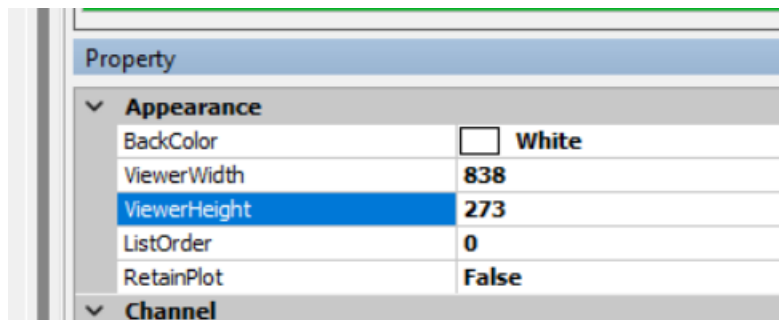 Property
Appearance
BackColor White
ViewerWidth 838
ViewerHeight 273
ListOrder 0
RetainPlot False
Channel